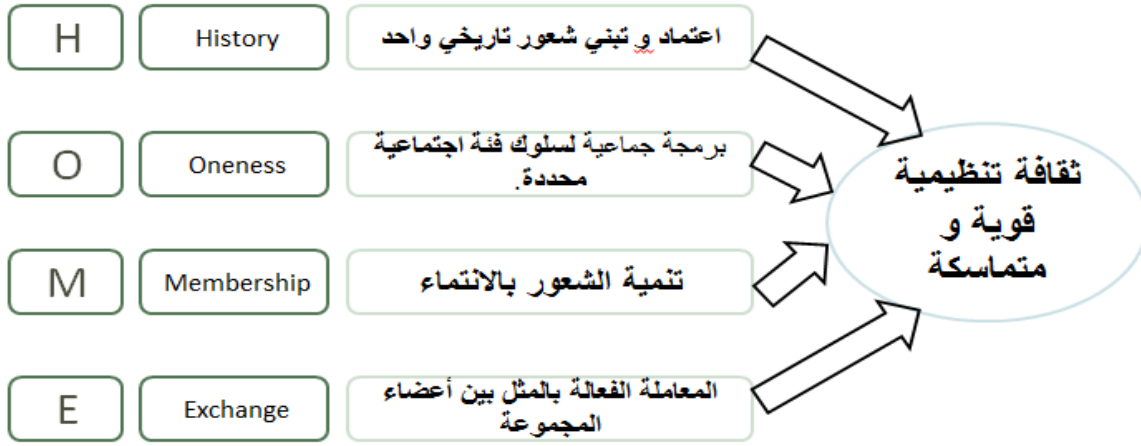 H
History
اعتماد و تبني شعور تاريخي واحد
O
Oneness
برمجة جماعية لسلوك فئة اجتماعية
محددة.
M
Membership
تنمية الشعور بالانتماء
E
Exchange
المعاملة الفعالة بالمثل بين أعضاء
المجموعة
ثقافة تنظيمية
قوية و
متماسكة